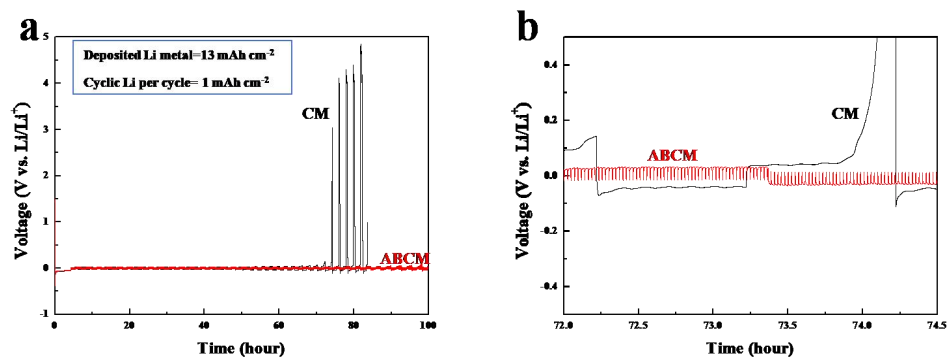 a
Deposited Li metal=13 mAh cm-2
Cyclic Li per cycle= 1 mAh cm-2
CM
ABCM
Voltage (V vs. Li/Li+)
5
4
3
2
1
0
-1
0
20
40
60
80
100
Time (hour)
b
CM
ABCM
Voltage (V vs. Li/Li+)
0.4
0.2
0.0
-0.2
-0.4
72.0
72.5
73.0
73.5
74.0
74.5
Time (hour)